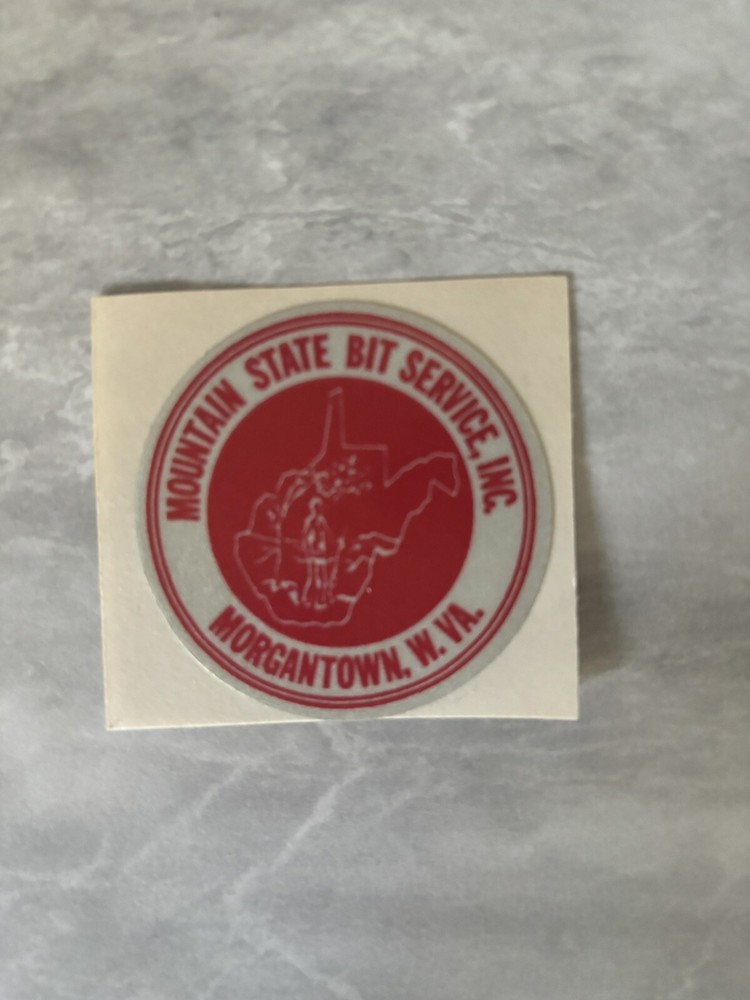 MOUNTAIN STATE BIT SERVICE, INC.
MORGANTOWN, W. VA.